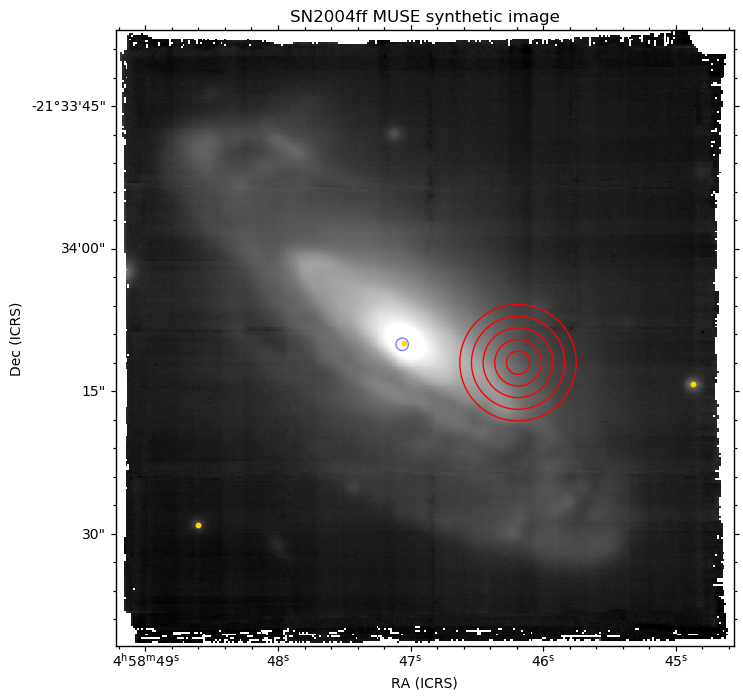 SN2004ff MUSE synthetic image
-21°33'45"
34'00"
15"
30"
Dec (ICRS)
4ʰ58ᵐ49ˢ 48ˢ 47ˢ 46ˢ 45ˢ
RA (ICRS)